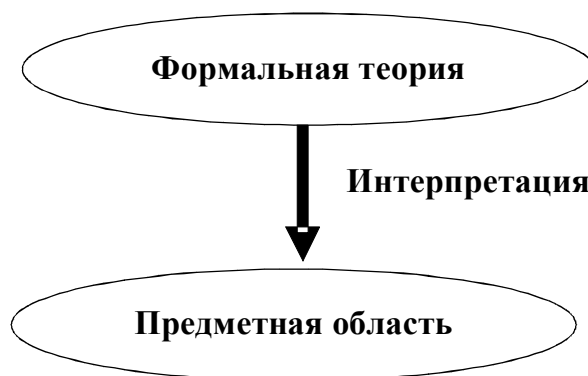 Формальная теория
Интерпретация
Предметная область